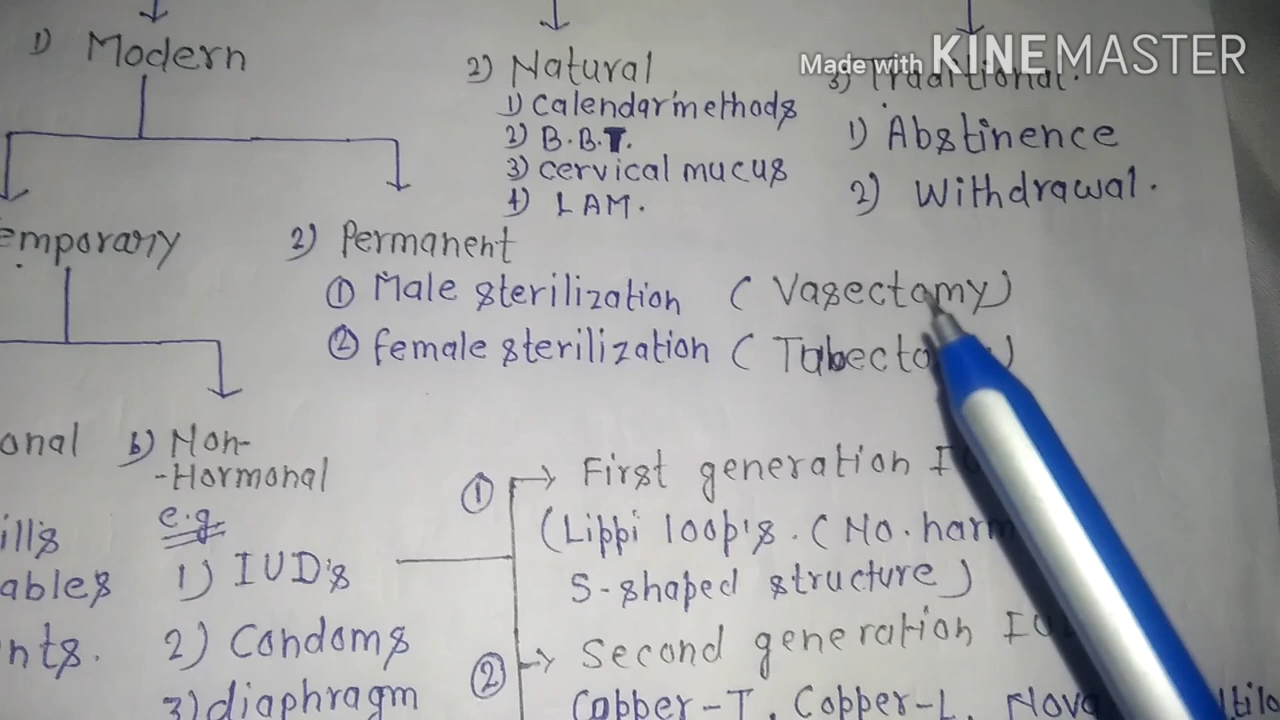 Made with KINEMASTER
1) Modern
2) Natural
1) Calendar methods
2) B.B.T.
3) cervical mucus
4) LAM.
3) Traditional.
1) Abstinence
2) Withdrawal.
emporary
2) Permanent
① Male sterilization (Vasectomy)
② female sterilization (Tubecto
onal
b) Non-
-Hormonal
e.g
ills
ables
nts.
1) IUD's
2) Condoms
3) diaphragm
① → First generation
(Lippi loop's. (No. harm
S-shaped structure)
② → Second generation
Copper-T, Copper-L, Nova